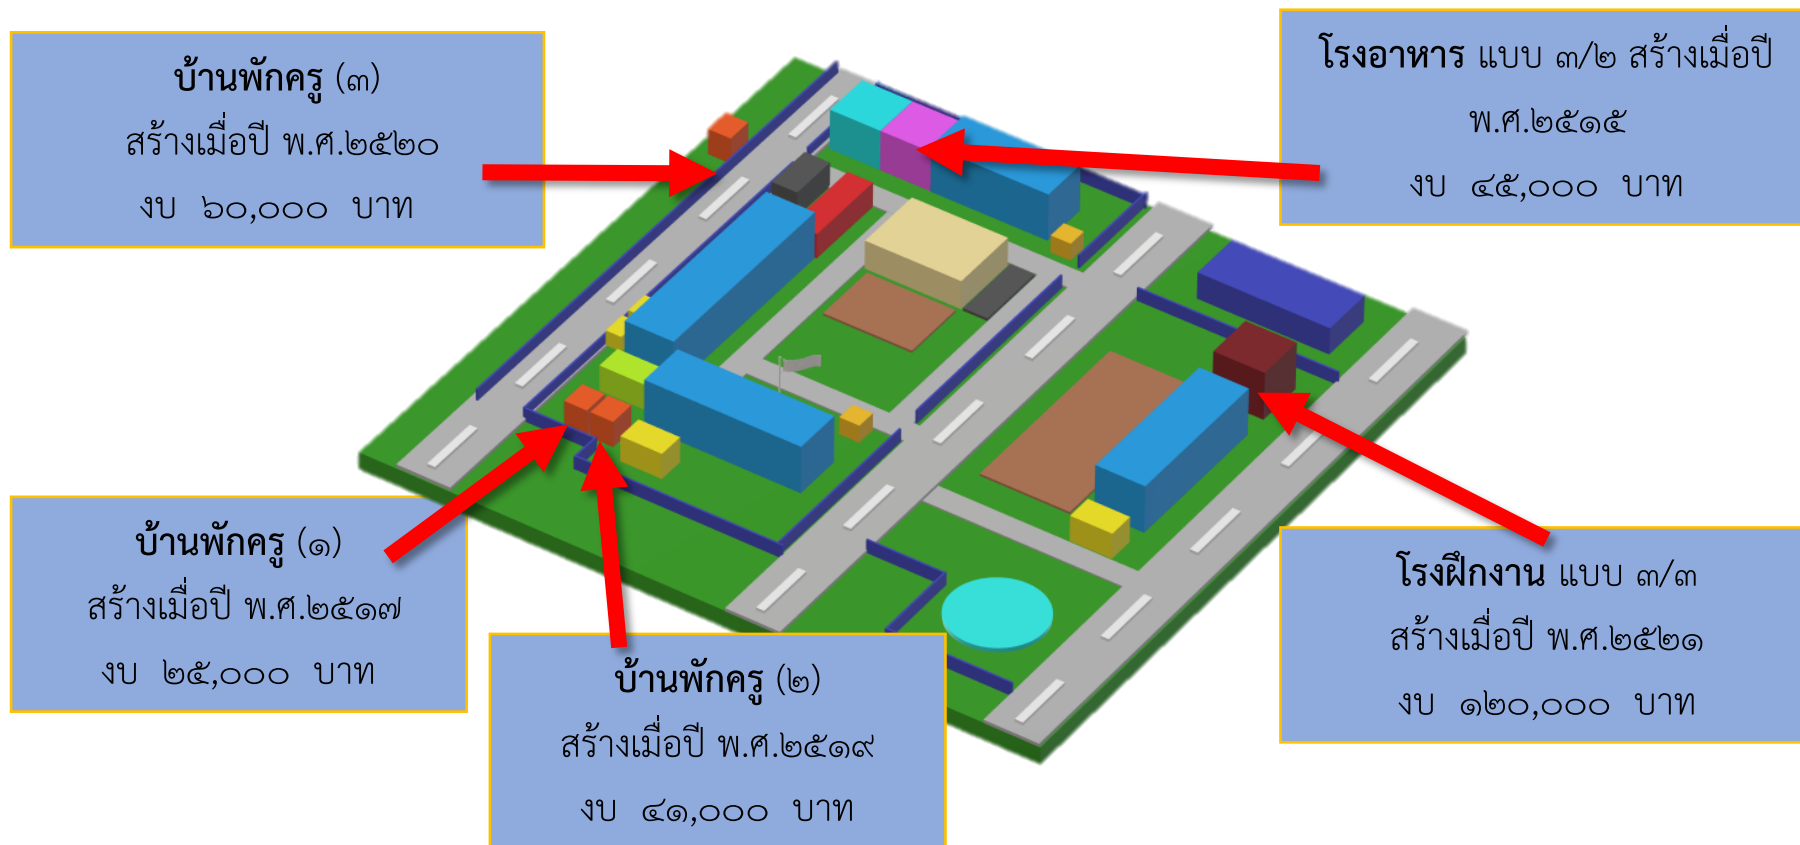 บ้านพักครู (๓)
สร้างเมื่อปี พ.ศ.๒๕๒๐
งบ ๖๐,๐๐๐ บาท
โรงอาหาร แบบ ๓/๒ สร้างเมื่อปี
พ.ศ.๒๕๑๕
งบ ๔๕,๐๐๐ บาท
บ้านพักครู (๑)
สร้างเมื่อปี พ.ศ.๒๕๑๗
งบ ๒๕,๐๐๐ บาท
บ้านพักครู (๒)
สร้างเมื่อปี พ.ศ.๒๕๑๙
งบ ๔๑,๐๐๐ บาท
โรงฝึกงาน แบบ ๓/๓
สร้างเมื่อปี พ.ศ.๒๕๒๑
งบ ๑๒๐,๐๐๐ บาท